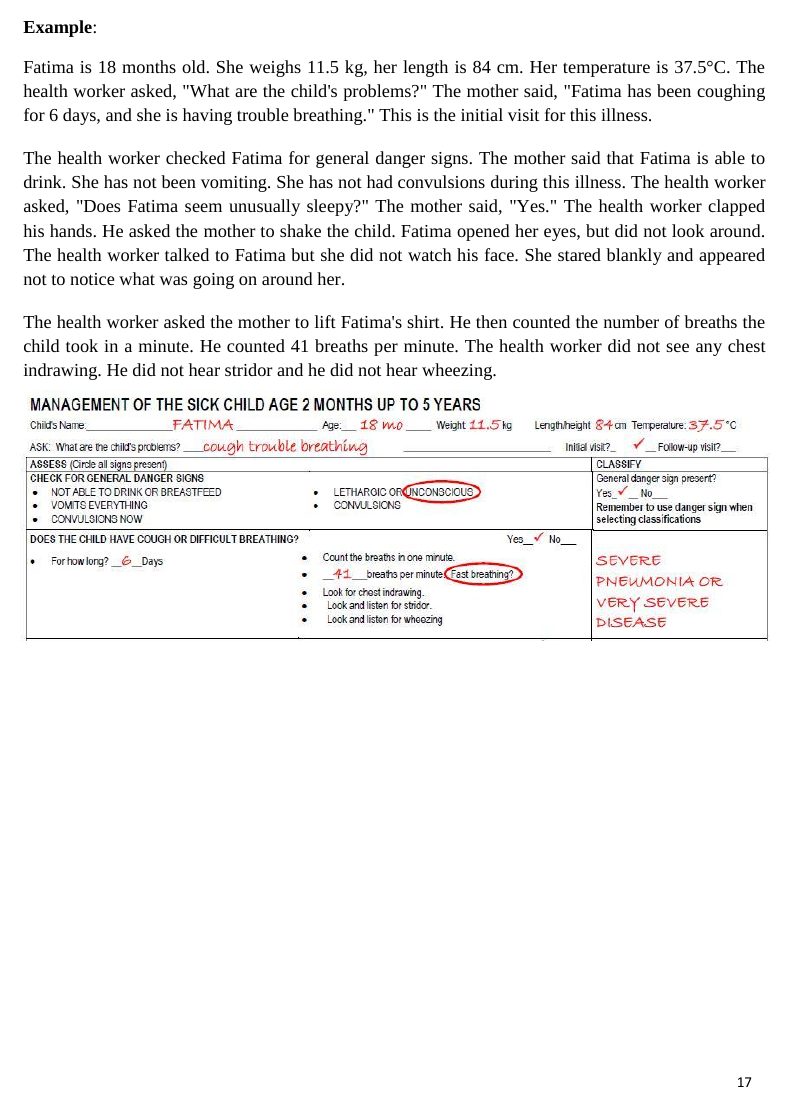 Example:
Fatima is 18 months old. She weighs 11.5 kg, her length is 84 cm. Her temperature is 37.5°C. The
health worker asked, "What are the child's problems?" The mother said, "Fatima has been coughing
for 6 days, and she is having trouble breathing." This is the initial visit for this illness.
The health worker checked Fatima for general danger signs. The mother said that Fatima is able to
drink. She has not been vomiting. She has not had convulsions during this illness. The health worker
asked, "Does Fatima seem unusually sleepy?" The mother said, "Yes." The health worker clapped
his hands. He asked the mother to shake the child. Fatima opened her eyes, but did not look around.
The health worker talked to Fatima but she did not watch his face. She stared blankly and appeared
not to notice what was going on around her.
The health worker asked the mother to lift Fatima's shirt. He then counted the number of breaths the
child took in a minute. He counted 41 breaths per minute. The health worker did not see any chest
indrawing. He did not hear stridor and he did not hear wheezing.
MANAGEMENT OF THE SICK CHILD AGE 2 MONTHS UP TO 5 YEARS
Child's Name: FATIMA Age: 18 mo Weight 11.5 kg Length/height 84 cm Temperature: 37.5 °C
ASK: What are the child's problems? cough trouble breathing Initial visit? ✓ Follow-up visit?
ASSESS (Circle all signs present) CLASSIFY
CHECK FOR GENERAL DANGER SIGNS General danger sign present?
• NOT ABLE TO DRINK OR BREASTFEED • LETHARGIC OR UNCONSCIOUS Yes ✓ No
• VOMITS EVERYTHING • CONVULSIONS Remember to use danger sign when
• CONVULSIONS NOW selecting classifications
DOES THE CHILD HAVE COUGH OR DIFFICULT BREATHING? Yes ✓ No
• For how long? 6 Days • Count the breaths in one minute. SEVERE
• 41 breaths per minute. Fast breathing? PNEUMONIA OR
• Look for chest indrawing.
• Look and listen for stridor. VERY SEVERE
• Look and listen for wheezing DISEASE
17